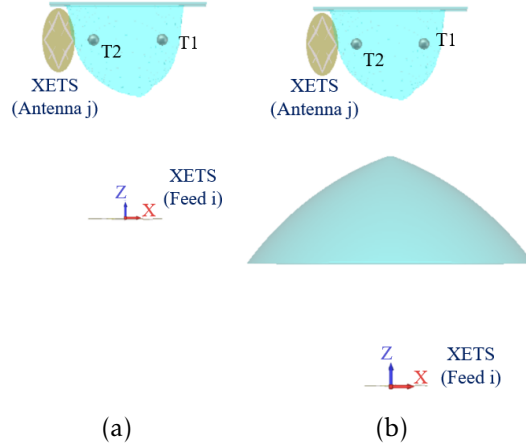 T2 T1
XETS
(Antenna j)
XETS
(Feed i)
Z
X
(a)
T2 T1
XETS
(Antenna j)
Z
X
XETS
(Feed i)
(b)